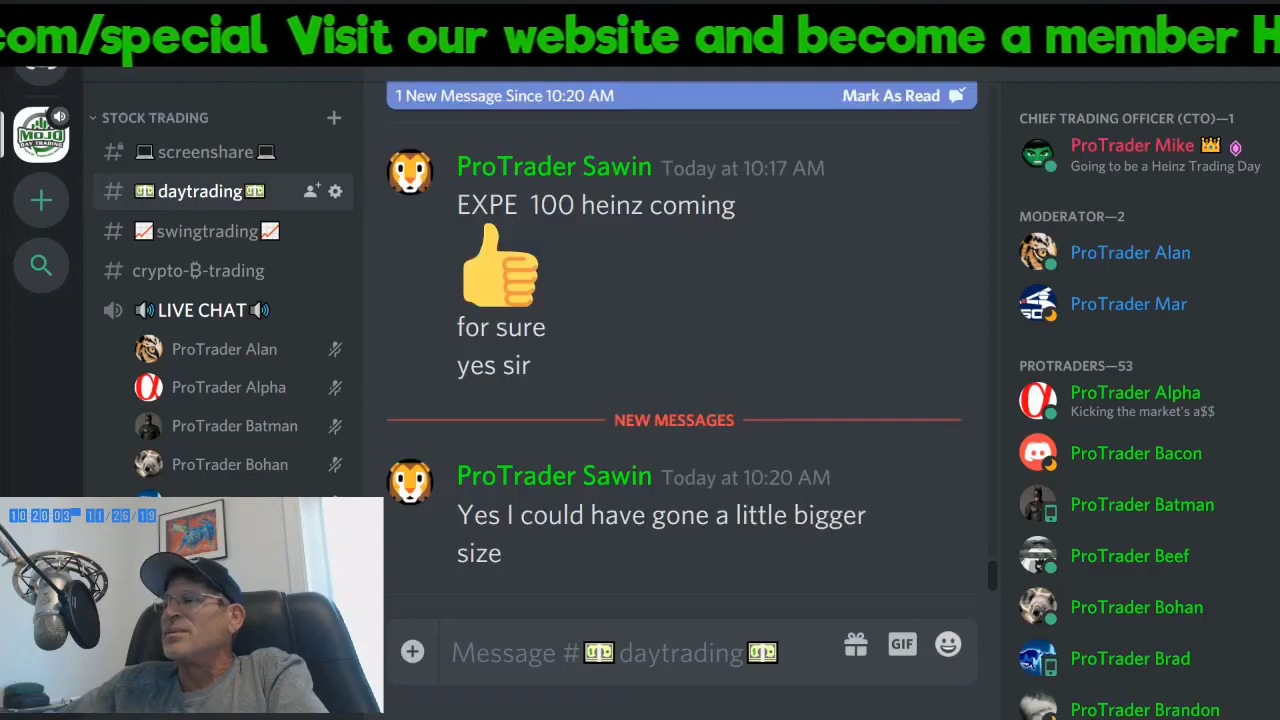 com/special Visit our website and become a member H
STOCK TRADING
screenshare
daytrading
swingtrading
crypto-₿-trading
LIVE CHAT
ProTrader Alan
ProTrader Alpha
ProTrader Batman
ProTrader Bohan
10:20:03 11/26/19
MOJO
DAY TRADING
1 New Message Since 10:20 AM Mark As Read
ProTrader Sawin Today at 10:17 AM
EXPE 100 heinz coming
for sure
yes sir
NEW MESSAGES
ProTrader Sawin Today at 10:20 AM
Yes I could have gone a little bigger
size
Message # daytrading
GIF
CHIEF TRADING OFFICER (CTO)—1
ProTrader Mike
Going to be a Heinz Trading Day
MODERATOR—2
ProTrader Alan
ProTrader Mar
PROTRADERS—53
ProTrader Alpha
Kicking the market's a$$
ProTrader Bacon
ProTrader Batman
ProTrader Beef
ProTrader Bohan
ProTrader Brad
ProTrader Brandon